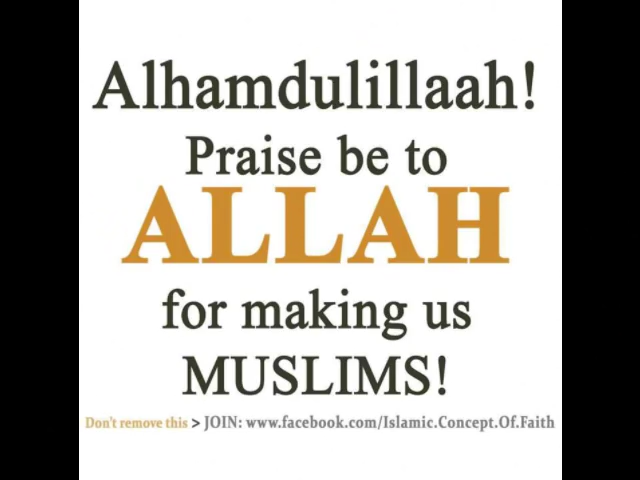 Alhamdulillaah!
Praise be to
ALLAH
for making us
MUSLIMS!
Don't remove this > JOIN: www.facebook.com/Islamic.Concept.Of.Faith